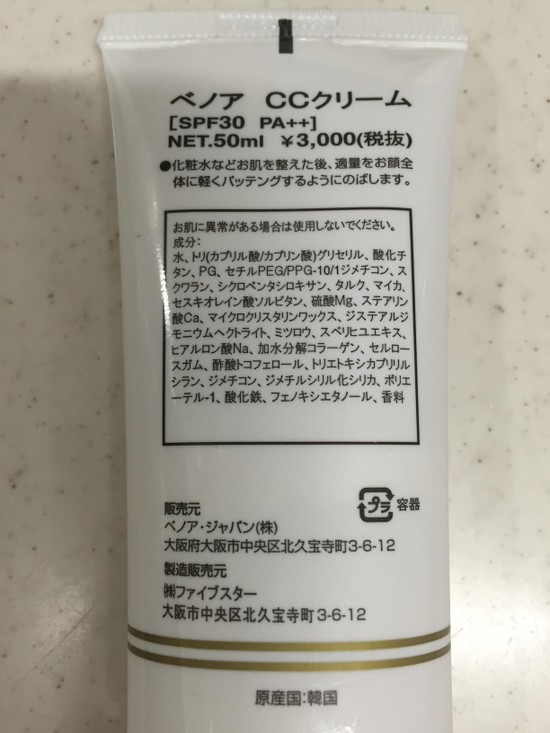 ベノア CCクリーム
[SPF30 PA++]
NET.50ml ¥3,000(税抜)
●化粧水などお肌を整えた後、適量をお顔全
体に軽くパッテングするようにのばします。
お肌に異常がある場合は使用しないでください。
成分:
水、トリ(カプリル酸/カプリン酸)グリセリル、酸化チ
タン、PG、セチルPEG/PPG-10/1ジメチコン、ス
クワラン、シクロペンタシロキサン、タルク、マイカ、
セスキオレイン酸ソルビタン、硫酸Mg、ステアリン
酸Ca、マイクロクリスタリンワックス、ジステアルジ
モニウムヘクトライト、ミツロウ、スベリヒユエキス、
ヒアルロン酸Na、加水分解コラーゲン、セルロー
スガム、酢酸トコフェロール、トリエトキシカプリリル
シラン、ジメチコン、ジメチルシリル化シリカ、ポリエ
ーテル-1、酸化鉄、フェノキシエタノール、香料
プラ 容器
販売元
ベノア・ジャパン(株)
大阪府大阪市中央区北久宝寺町3-6-12
製造販売元
㈱ファイブスター
大阪市中央区北久宝寺町3-6-12
原産国:韓国